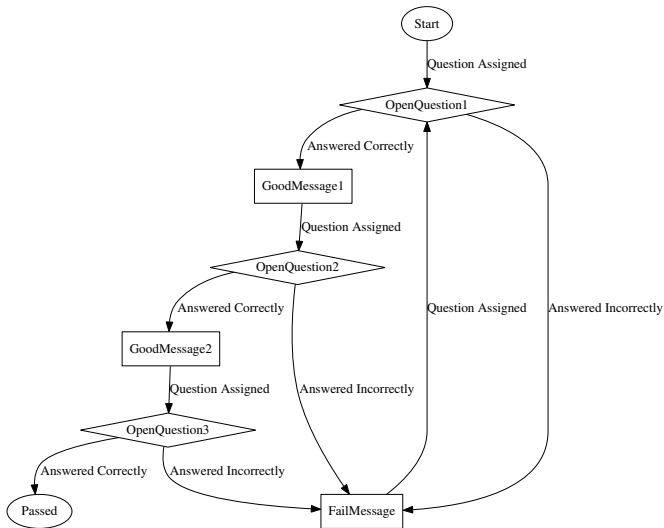 Start
Question Assigned
OpenQuestion1
Answered Correctly
GoodMessage1
Question Assigned
OpenQuestion2
Answered Correctly
Question Assigned
Answered Incorrectly
GoodMessage2
Question Assigned
Answered Incorrectly
OpenQuestion3
Answered Correctly
Answered Incorrectly
Passed
FailMessage